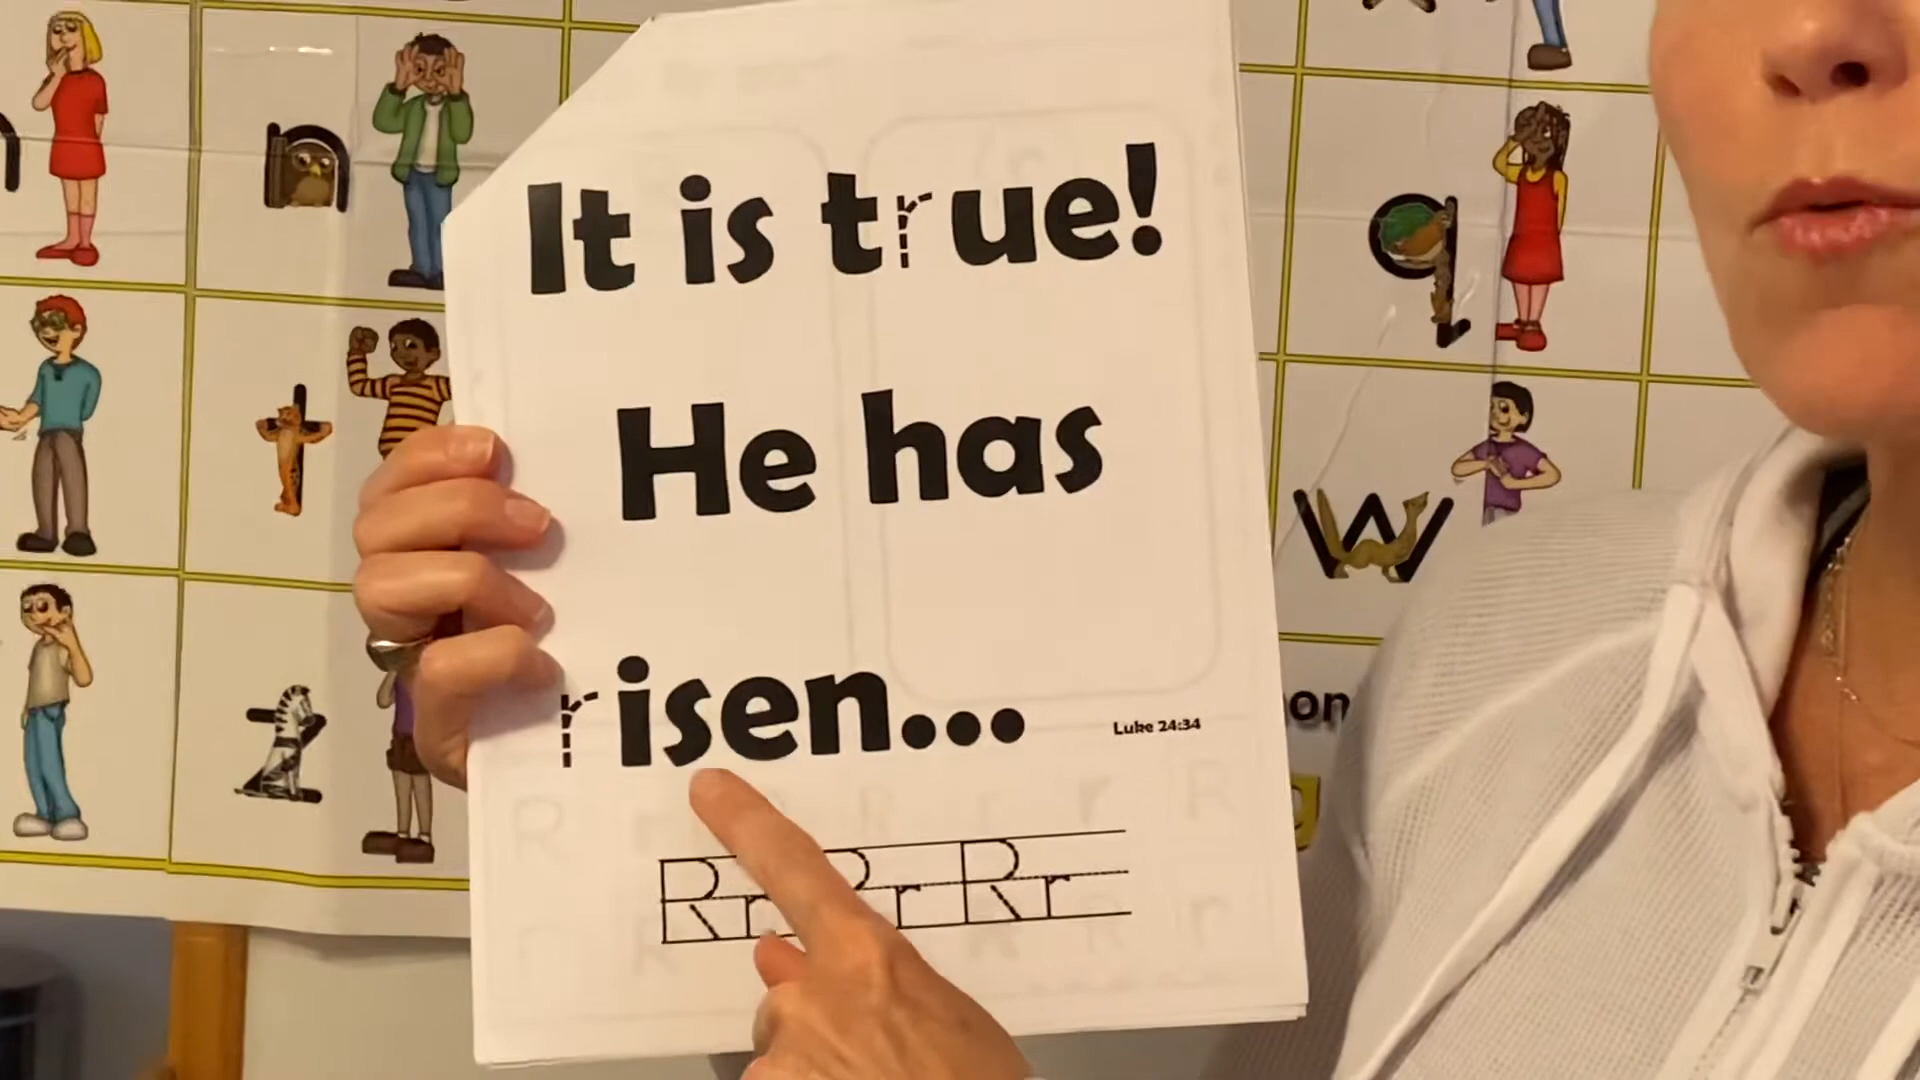 It is true!
He has
risen...
Luke 24:34
Rr Rr Rr
n
q
t
w
z